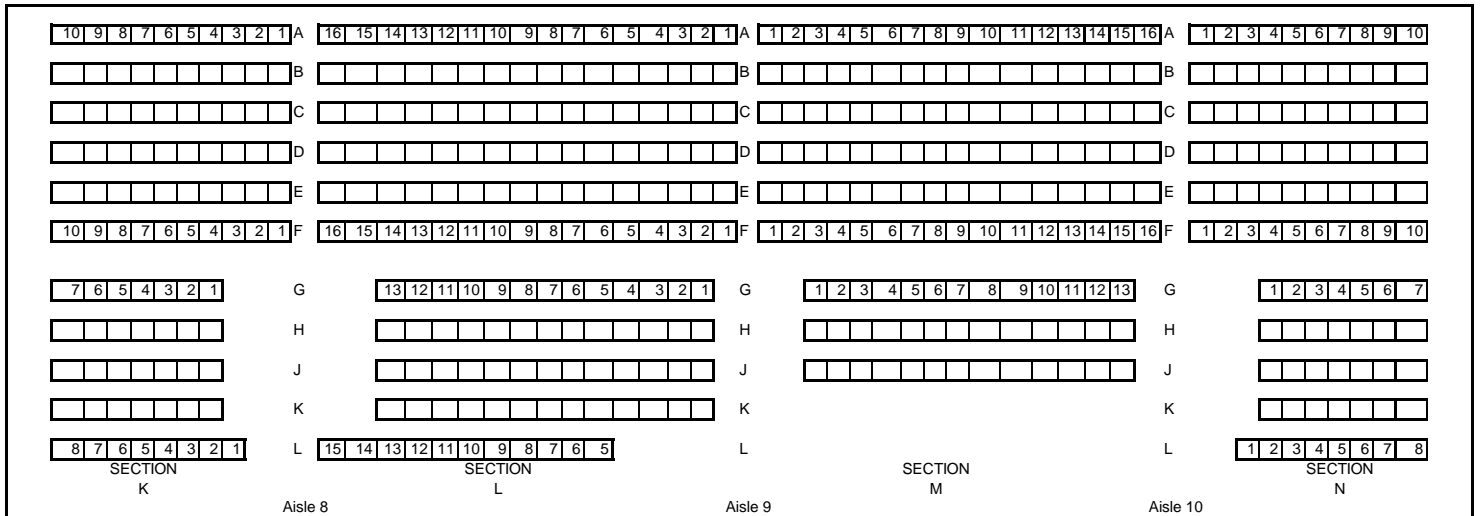 10 9 8 7 6 5 4 3 2 1 A 16 15 14 13 12 11 10 9 8 7 6 5 4 3 2 1 A 1 2 3 4 5 6 7 8 9 10 11 12 13 14 15 16 A 1 2 3 4 5 6 7 8 9 10
B B B
C C C
D D D
E E E
10 9 8 7 6 5 4 3 2 1 F 16 15 14 13 12 11 10 9 8 7 6 5 4 3 2 1 F 1 2 3 4 5 6 7 8 9 10 11 12 13 14 15 16 F 1 2 3 4 5 6 7 8 9 10
7 6 5 4 3 2 1 G 13 12 11 10 9 8 7 6 5 4 3 2 1 G 1 2 3 4 5 6 7 8 9 10 11 12 13 G 1 2 3 4 5 6 7
H H H
J J J
K K K
8 7 6 5 4 3 2 1 L 15 14 13 12 11 10 9 8 7 6 5 L L 1 2 3 4 5 6 7 8
SECTION SECTION SECTION SECTION
K L M N
Aisle 8 Aisle 9 Aisle 10